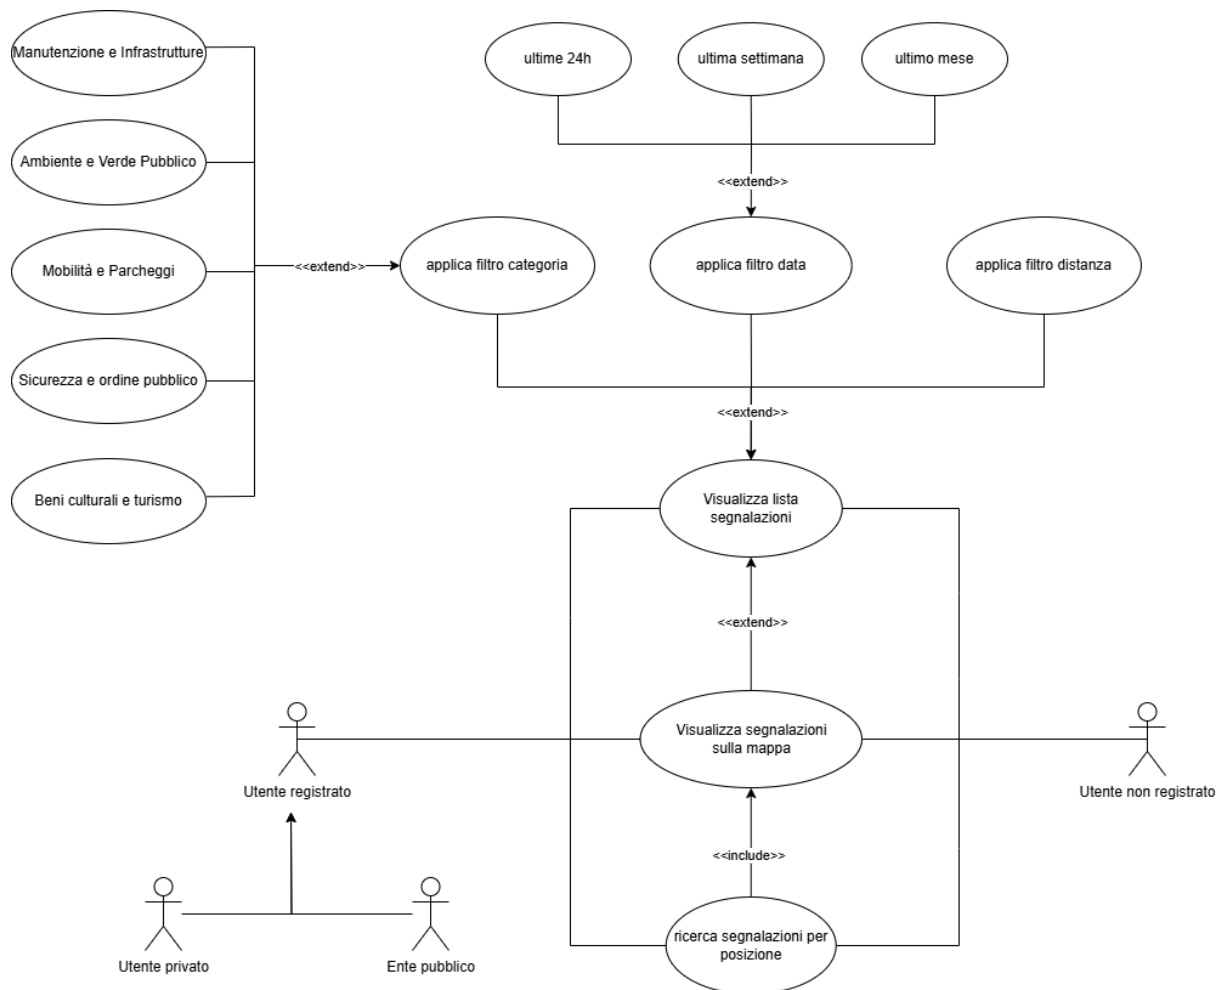 Manutenzione e Infrastrutture
ultime 24h
ultima settimana
ultimo mese
Ambiente e Verde Pubblico
<<extend>>
Mobilità e Parcheggi
<<extend>>
applica filtro categoria
applica filtro data
applica filtro distanza
Sicurezza e ordine pubblico
<<extend>>
Beni culturali e turismo
Visualizza lista
segnalazioni
<<extend>>
Visualizza segnalazioni
sulla mappa
Utente registrato
Utente non registrato
<<include>>
ricerca segnalazioni per
posizione
Utente privato
Ente pubblico